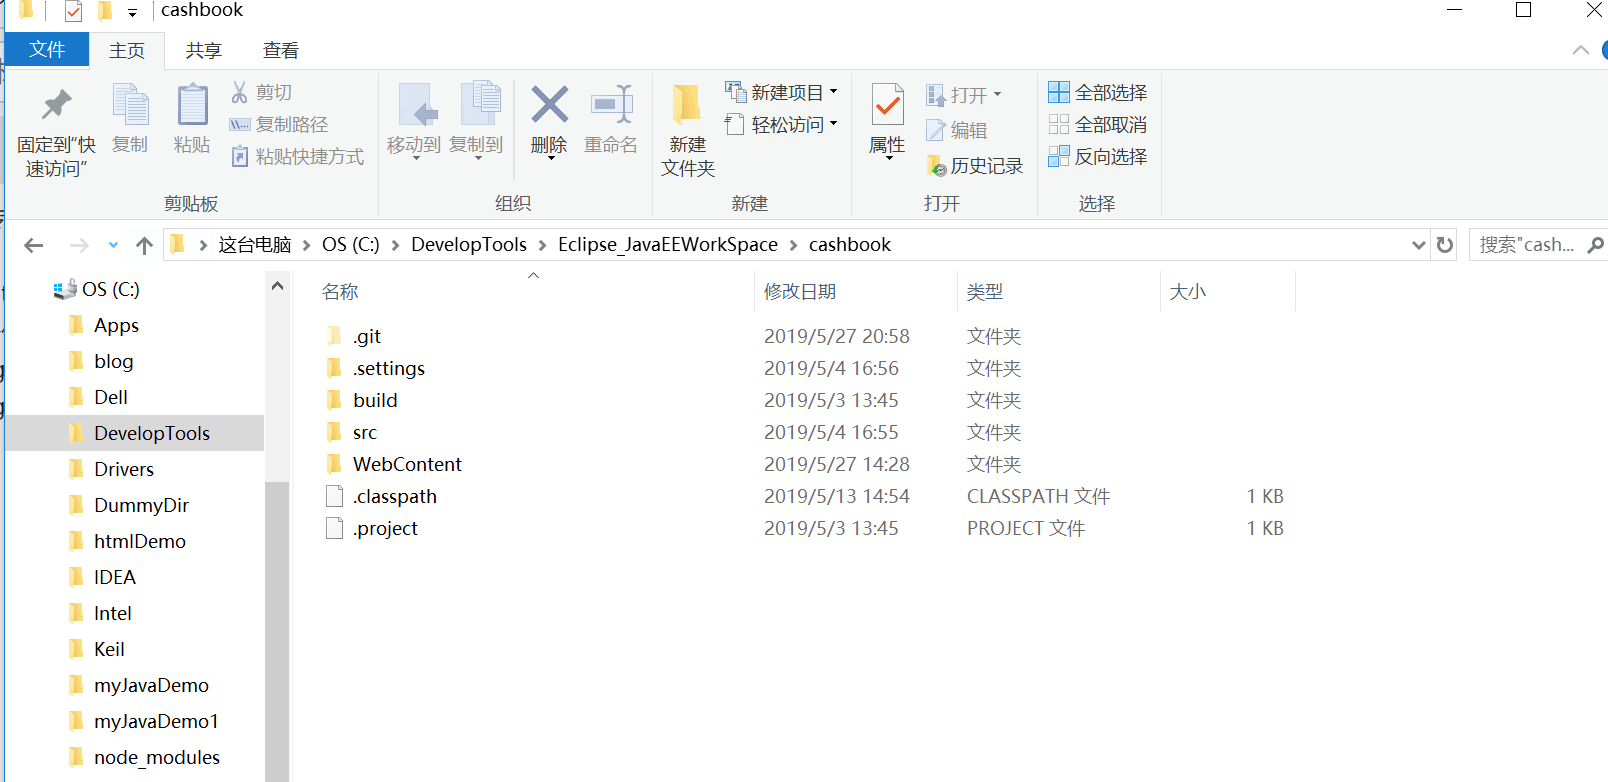 cashbook
文件 主页 共享 查看
固定到"快
速访问"
复制
粘贴
剪切
复制路径
粘贴快捷方式
剪贴板
移动到
复制到
删除
重命名
组织
新建
文件夹
新建项目
轻松访问
新建
属性
打开
编辑
历史记录
打开
全部选择
全部取消
反向选择
选择
这台电脑 > OS (C:) > DevelopTools > Eclipse_JavaEEWorkSpace > cashbook
搜索"cash...
OS (C:)
Apps
blog
Dell
DevelopTools
Drivers
DummyDir
htmlDemo
IDEA
Intel
Keil
myJavaDemo
myJavaDemo1
node_modules
名称 修改日期 类型 大小
.git 2019/5/27 20:58 文件夹
.settings 2019/5/4 16:56 文件夹
build 2019/5/3 13:45 文件夹
src 2019/5/4 16:55 文件夹
WebContent 2019/5/27 14:28 文件夹
.classpath 2019/5/13 14:54 CLASSPATH 文件 1 KB
.project 2019/5/3 13:45 PROJECT 文件 1 KB